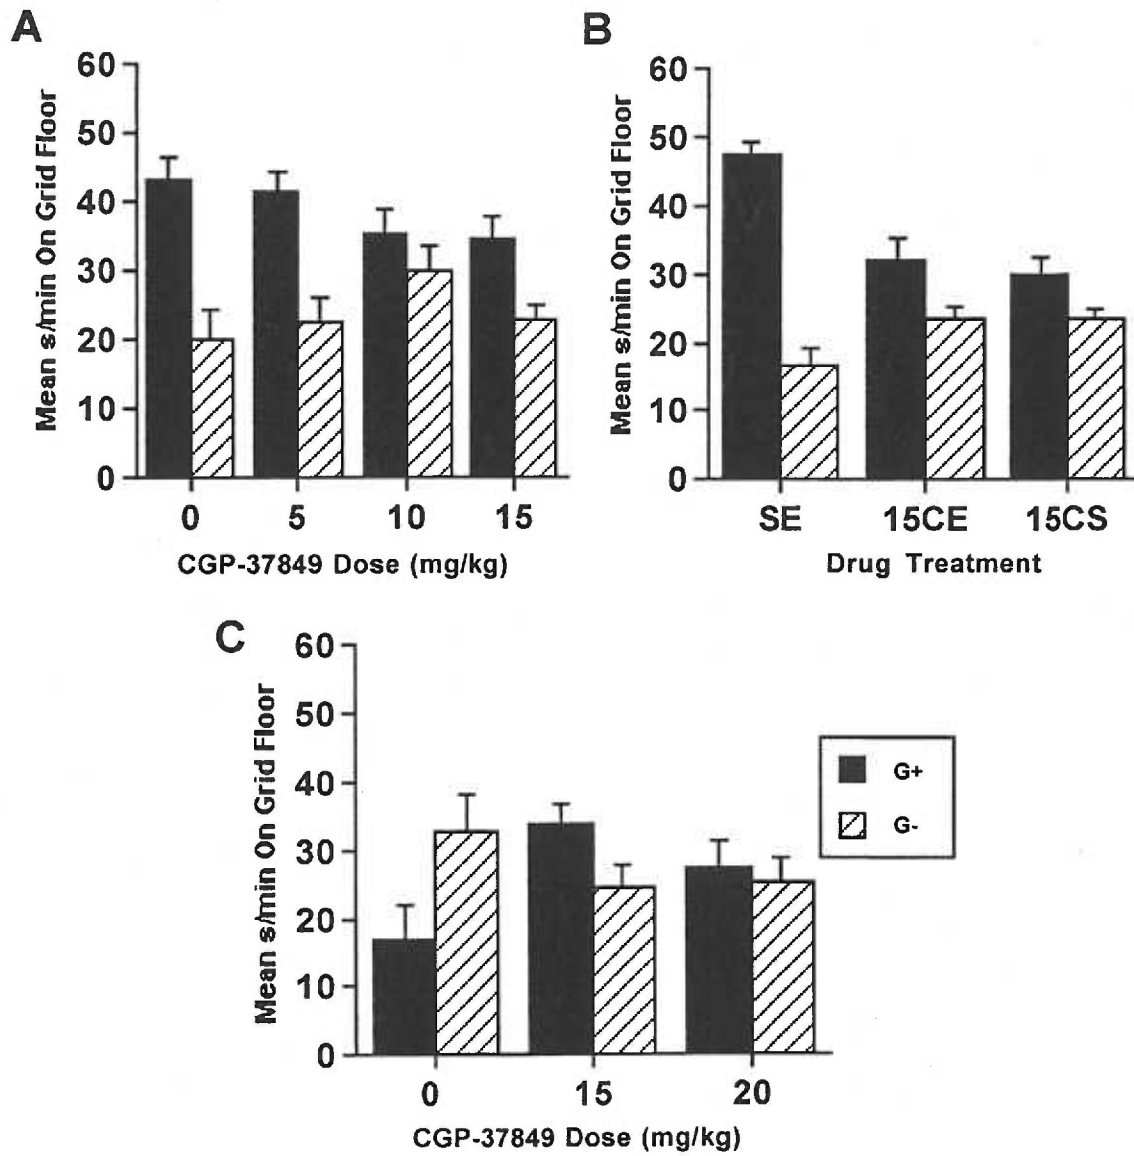 A
Mean s/min On Grid Floor
60
50
40
30
20
10
0
0 5 10 15
CGP-37849 Dose (mg/kg)
B
Mean s/min On Grid Floor
60
50
40
30
20
10
0
SE 15CE 15CS
Drug Treatment
C
Mean s/min On Grid Floor
60
50
40
30
20
10
0
0 15 20
CGP-37849 Dose (mg/kg)
G+
G-